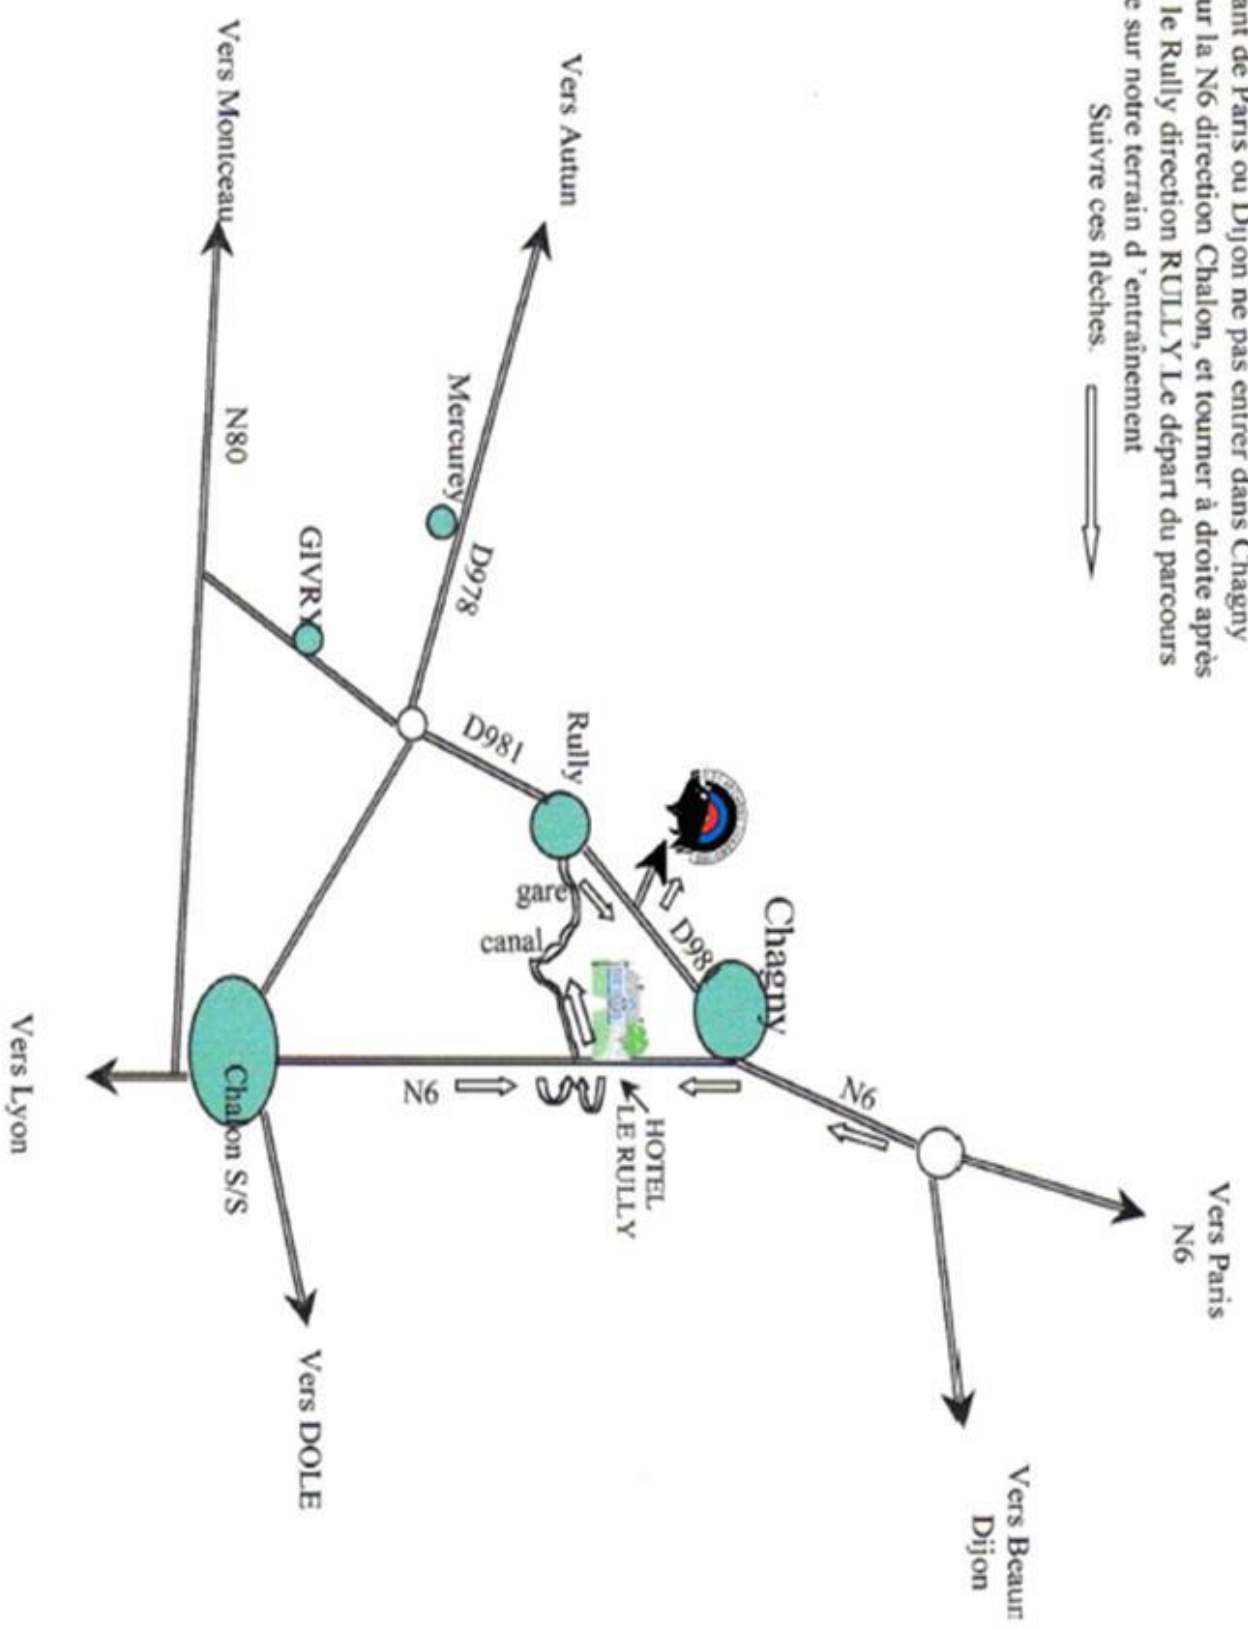 ant de Paris ou Dijon ne pas entrer dans Chagny
ur la N6 direction Chalon, et tourner à droite après
le Rully direction RULLY.Le départ du parcours
e sur notre terrain d 'entraînement
Suivre ces flèches.
Vers Paris
N6
Vers Beaun
Dijon
N6
Chagny
D98
HOTEL
LE RULLY
Rully
gare
canal
D981
Vers Autun
Mercurey
D978
N6
GIVRY
Vers DOLE
Vers Montceau
N80
Chalon S/S
Vers Lyon